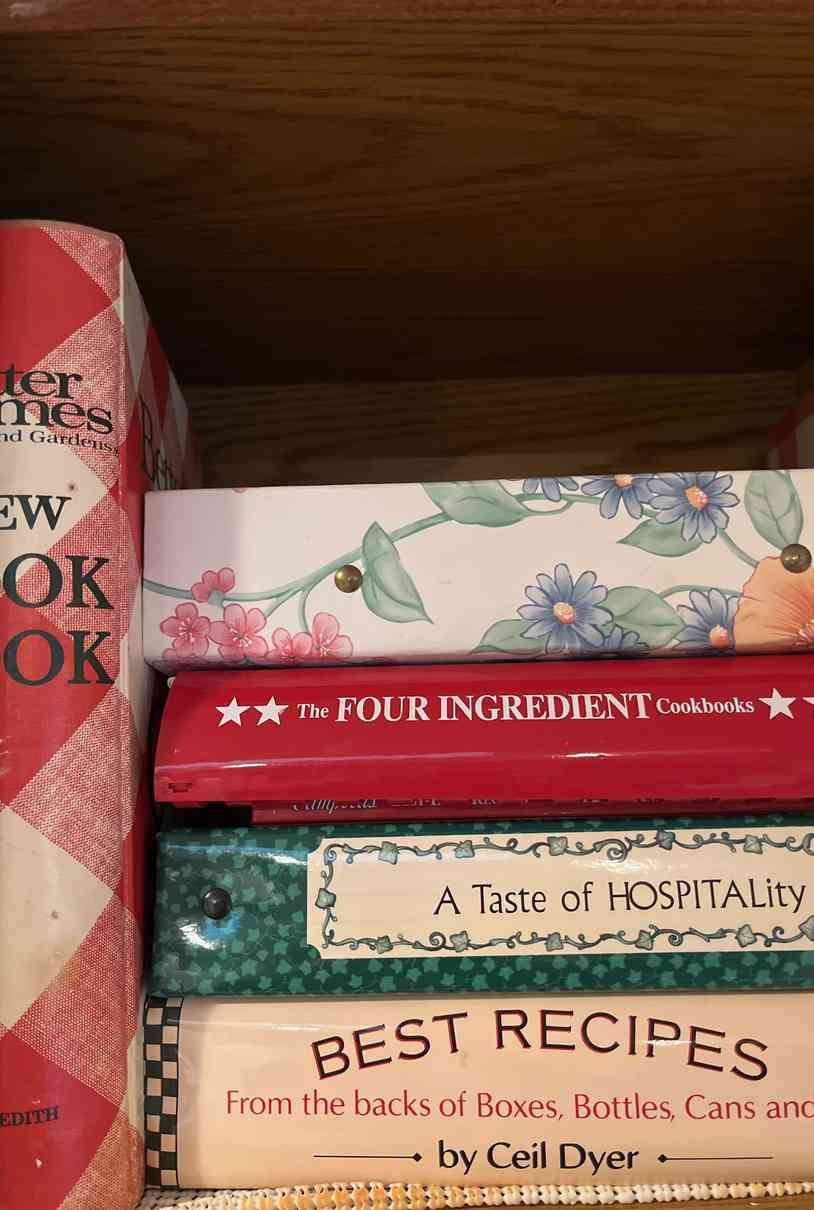 ter
mes
nd Gardens
EW
OK
OK
EDITH
The FOUR INGREDIENT Cookbooks
A Taste of HOSPITALity
BEST RECIPES
From the backs of Boxes, Bottles, Cans and
by Ceil Dyer